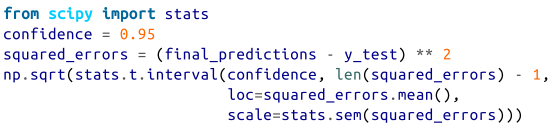 from scipy import stats
confidence = 0.95
squared_errors = (final_predictions - y_test) ** 2
np.sqrt(stats.t.interval(confidence, len(squared_errors) - 1,
                         loc=squared_errors.mean(),
                         scale=stats.sem(squared_errors)))